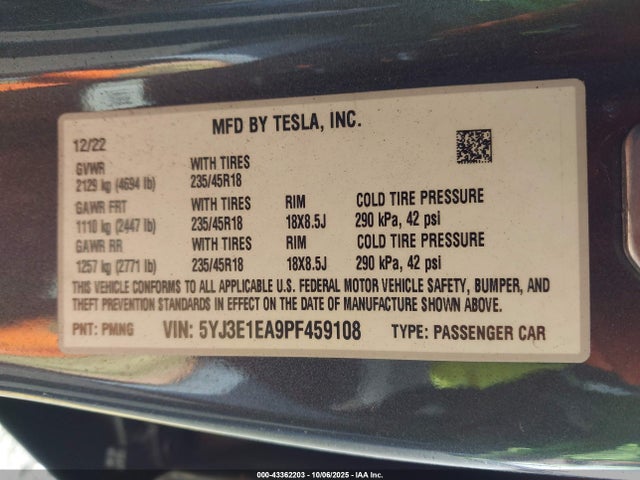 MFD BY TESLA, INC.
12/22
GVWR WITH TIRES
2129 kg (4694 lb) 235/45R18
GAWR FRT WITH TIRES RIM COLD TIRE PRESSURE
1110 kg (2447 lb) 235/45R18 18X8.5J 290 kPa, 42 psi
GAWR RR WITH TIRES RIM COLD TIRE PRESSURE
1257 kg (2771 lb) 235/45R18 18X8.5J 290 kPa, 42 psi
THIS VEHICLE CONFORMS TO ALL APPLICABLE U.S. FEDERAL MOTOR VEHICLE SAFETY, BUMPER, AND
THEFT PREVENTION STANDARDS IN EFFECT ON THE DATE OF MANUFACTURE SHOWN ABOVE.
PNT: PMNG VIN: 5YJ3E1EA9PF459108 TYPE: PASSENGER CAR
000-43362203 - 10/06/2025 - IAA Inc.